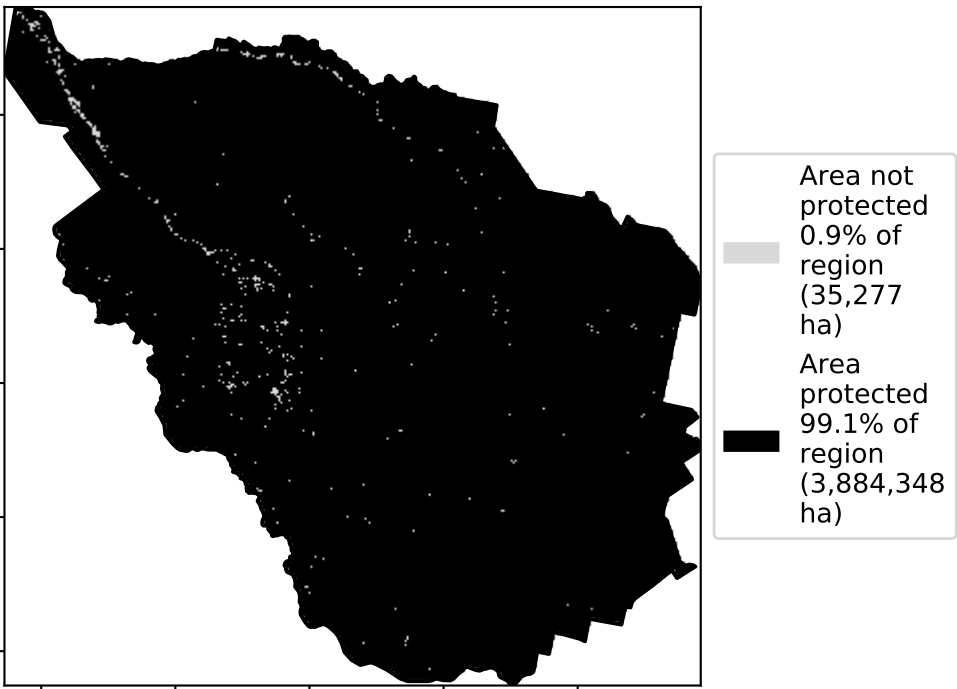 Area not
protected
0.9% of
region
(35,277
ha)
Area
protected
99.1% of
region
(3,884,348
ha)